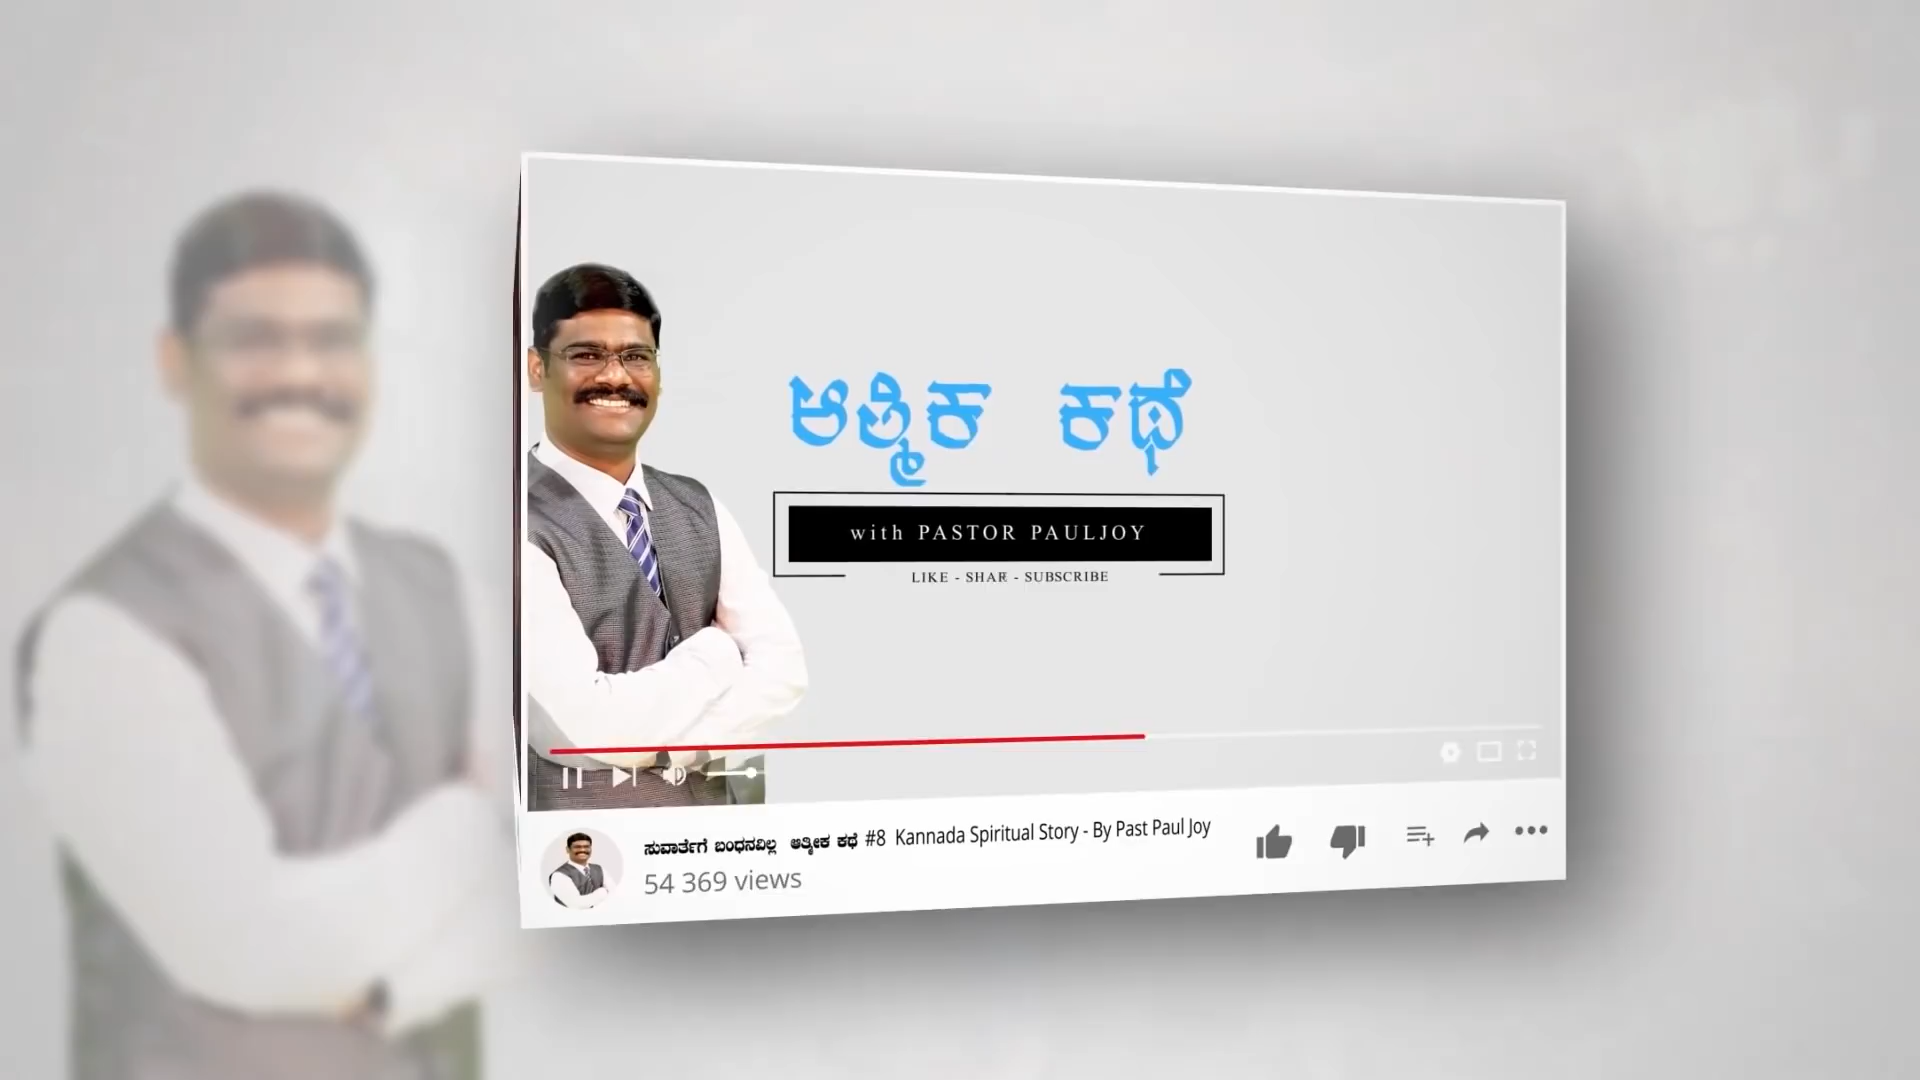 ಆತ್ಮಿಕ ಕಥೆ
with PASTOR PAULJOY
LIKE - SHAR - SUBSCRIBE
ಸುವಾರ್ತೆಗೆ ಬಂಧನವಿಲ್ಲ ಆತ್ಮೀಕ ಕಥೆ #8 Kannada Spiritual Story - By Past Paul Joy
54 369 views